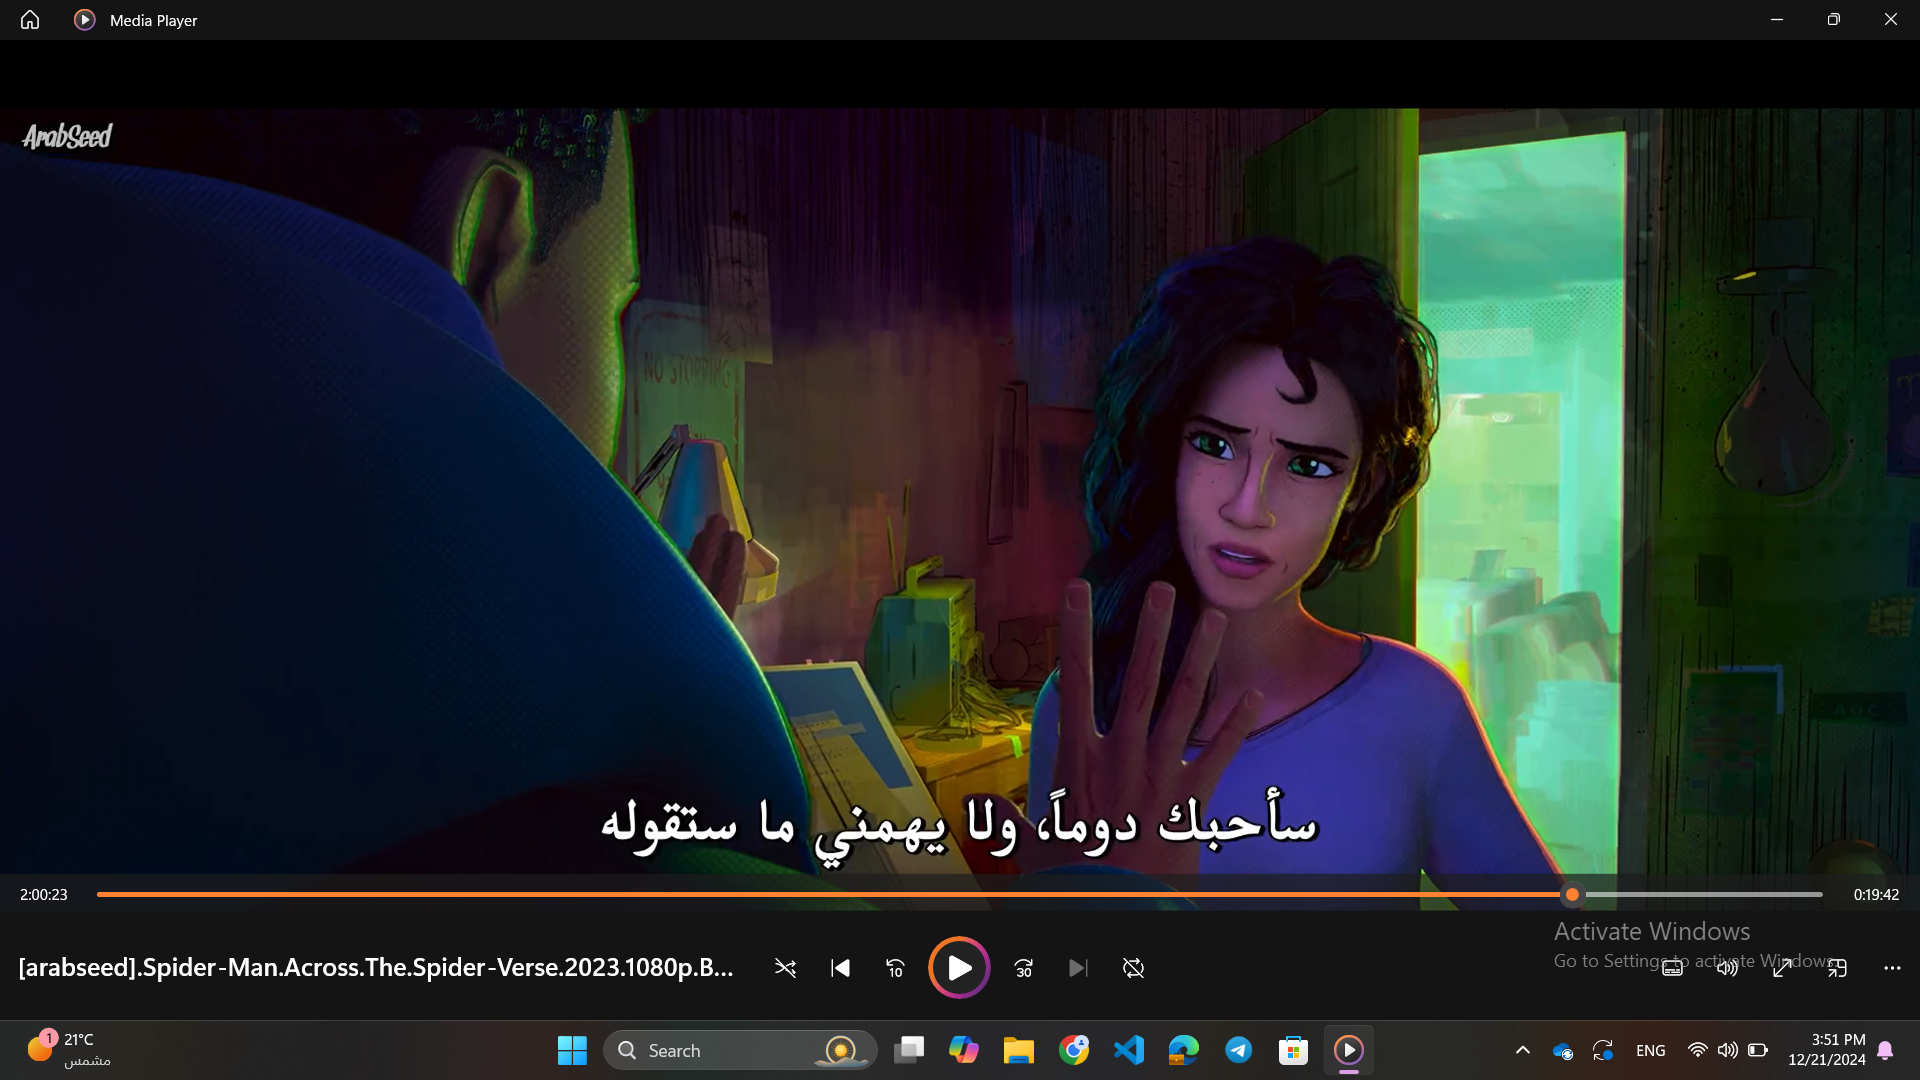 Media Player
ArabSeed
NO STOPPING
سأحبك دوماً، ولا يهمني ما ستقوله
2:00:23
0:19:42
Activate Windows
Go to Settings to activate Windows.
[arabseed].Spider-Man.Across.The.Spider-Verse.2023.1080p.B...
10
30
1
21°C
مشمس
Search
ENG
3:51 PM
12/21/2024